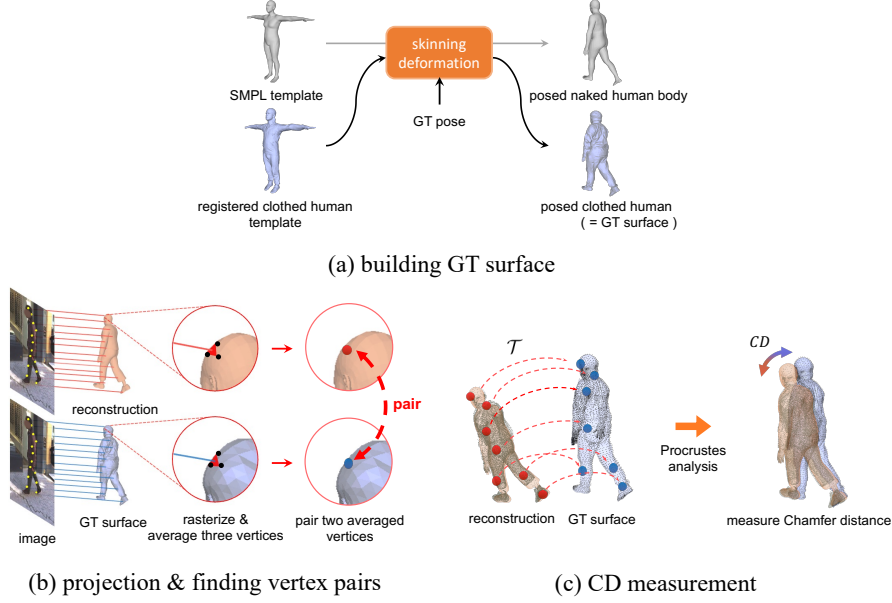 skinning
deformation
SMPL template
posed naked human body
GT pose
registered clothed human
template
posed clothed human
( = GT surface )
(a) building GT surface
reconstruction
pair
image
GT surface
rasterize &
average three vertices
pair two averaged
vertices
(b) projection & finding vertex pairs
𝒯
CD
Procrustes
analysis
reconstruction
GT surface
measure Chamfer distance
(c) CD measurement